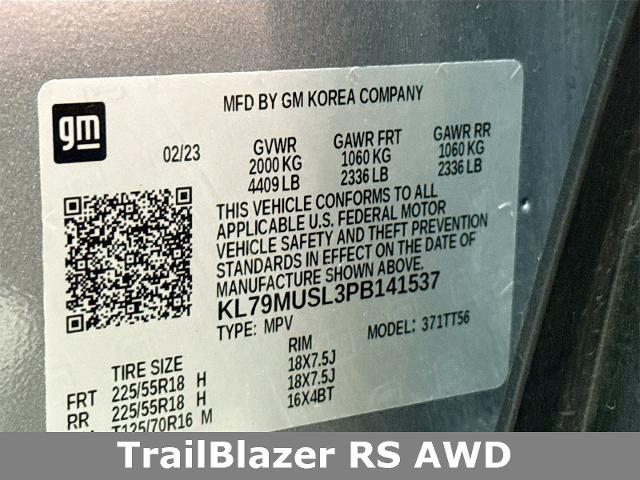 gm
MFD BY GM KOREA COMPANY
02/23 GVWR GAWR FRT GAWR RR
2000 KG 1060 KG 1060 KG
4409 LB 2336 LB 2336 LB
THIS VEHICLE CONFORMS TO ALL
APPLICABLE U.S. FEDERAL MOTOR
VEHICLE SAFETY AND THEFT PREVENTION
STANDARDS IN EFFECT ON THE DATE OF
MANUFACTURE SHOWN ABOVE.
KL79MUSL3PB141537
TYPE: MPV MODEL: 371TT56
TIRE SIZE RIM
FRT 225/55R18 H 18X7.5J
RR 225/55R18 H 18X7.5J
T125/70R16 M 16X4BT
TrailBlazer RS AWD